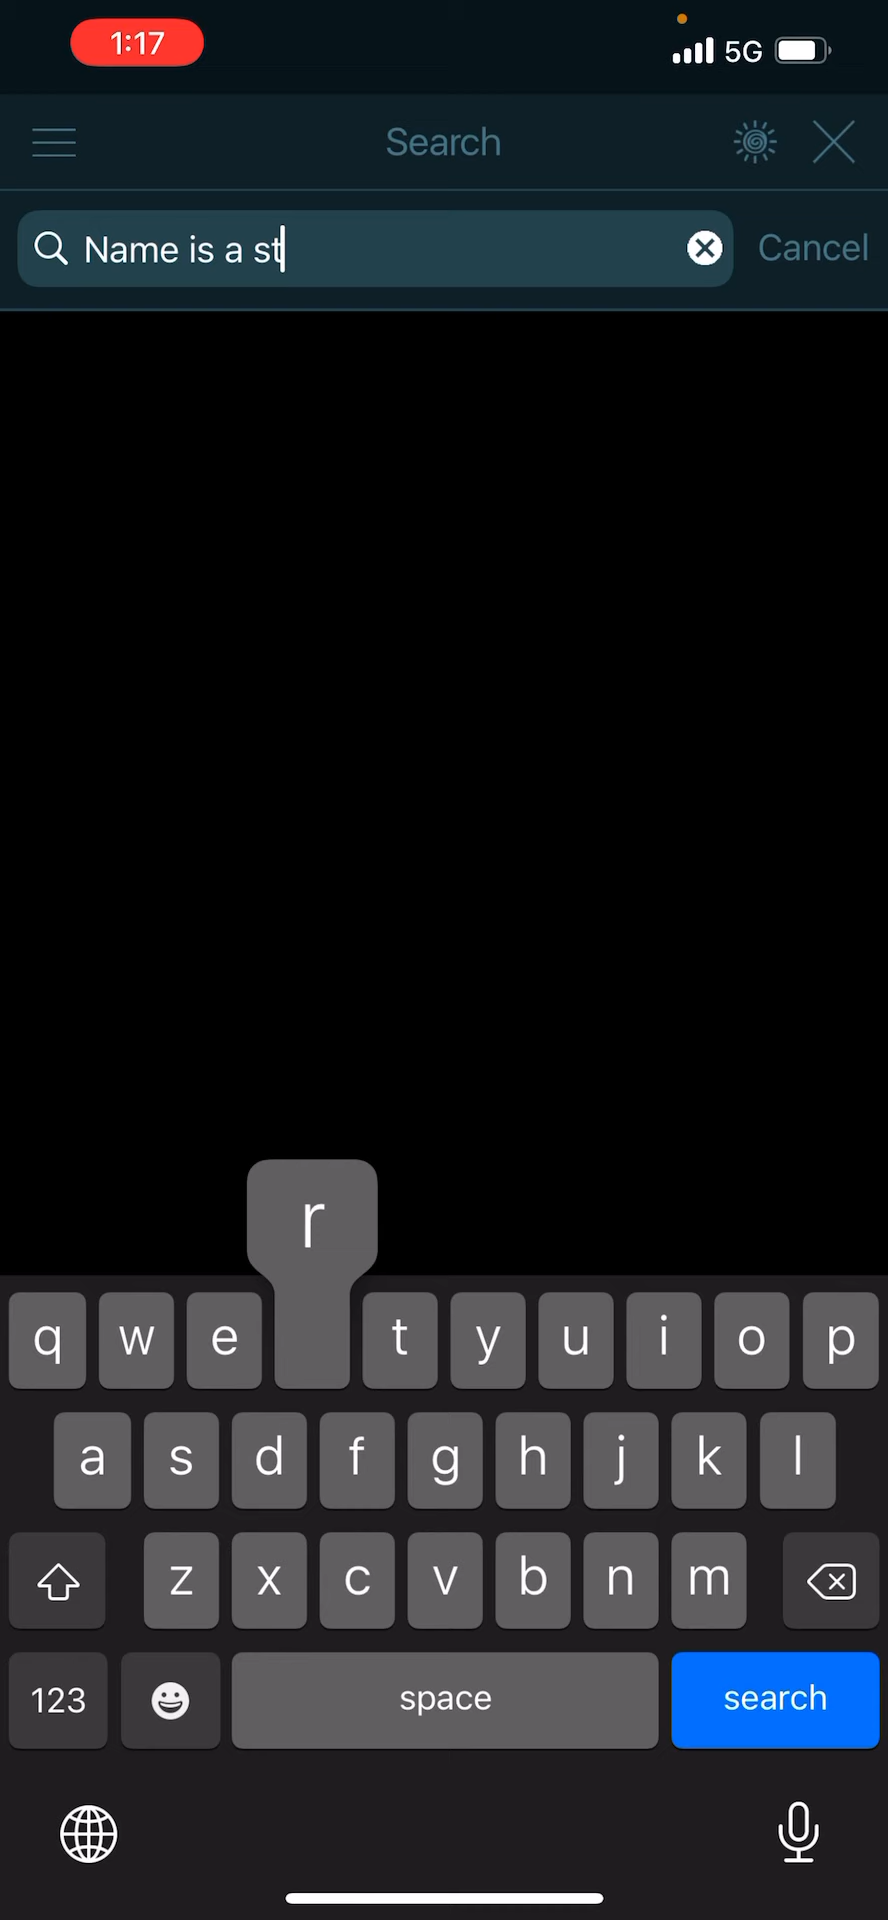 1:17
5G
Search
Name is a st
Cancel
r
q w e t y u i o p
a s d f g h j k l
z x c v b n m
123 space search